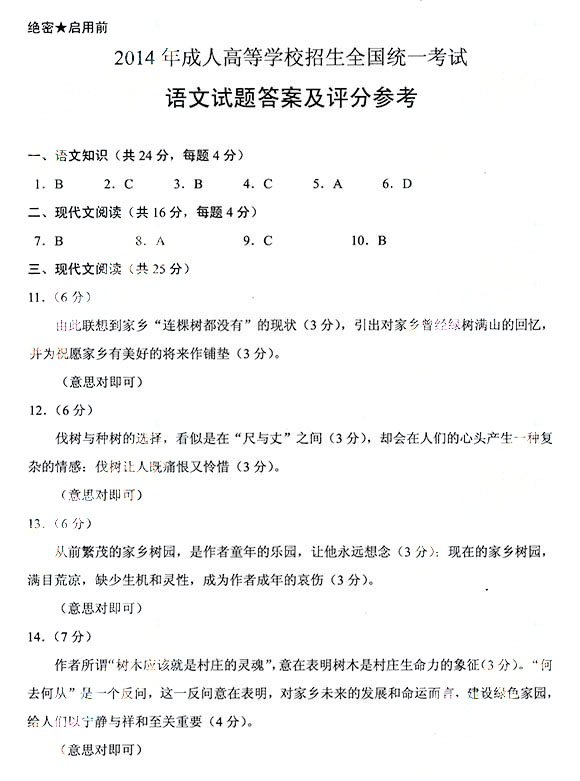 绝密★启用前
2014 年成人高等学校招生全国统一考试
语文试题答案及评分参考
一、语文知识（共 24 分，每题 4 分）
1．B 2．C 3．B 4．C 5．A 6．D
二、现代文阅读（共 16 分，每题 4 分）
7．B 8．A 9．C 10．B
三、现代文阅读（共 25 分）
11.（6 分）
由此联想到家乡“连棵树都没有”的现状（3 分），引出对家乡曾经绿树满山的回忆，
并为祝愿家乡有美好的将来作铺垫（3 分）。
（意思对即可）
12.（6 分）
伐树与种树的选择，看似是在“尺与丈”之间（3 分），却会在人们的心头产生一种复
杂的情感：伐树让人既痛恨又怜惜（3 分）。
（意思对即可）
13.（6 分）
从前繁茂的家乡树园，是作者童年的乐园，让他永远想念（3 分）；现在的家乡树园，
满目荒凉，缺少生机和灵性，成为作者成年的哀伤（3 分）。
（意思对即可）
14.（7 分）
作者所谓“树木应该就是村庄的灵魂”，意在表明树木是村庄生命力的象征（3 分）。“何
去何从”是一个反问，这一反问意在表明，对家乡未来的发展和命运而言，建设绿色家园，
给人们以宁静与祥和至关重要（4 分）。
（意思对即可）